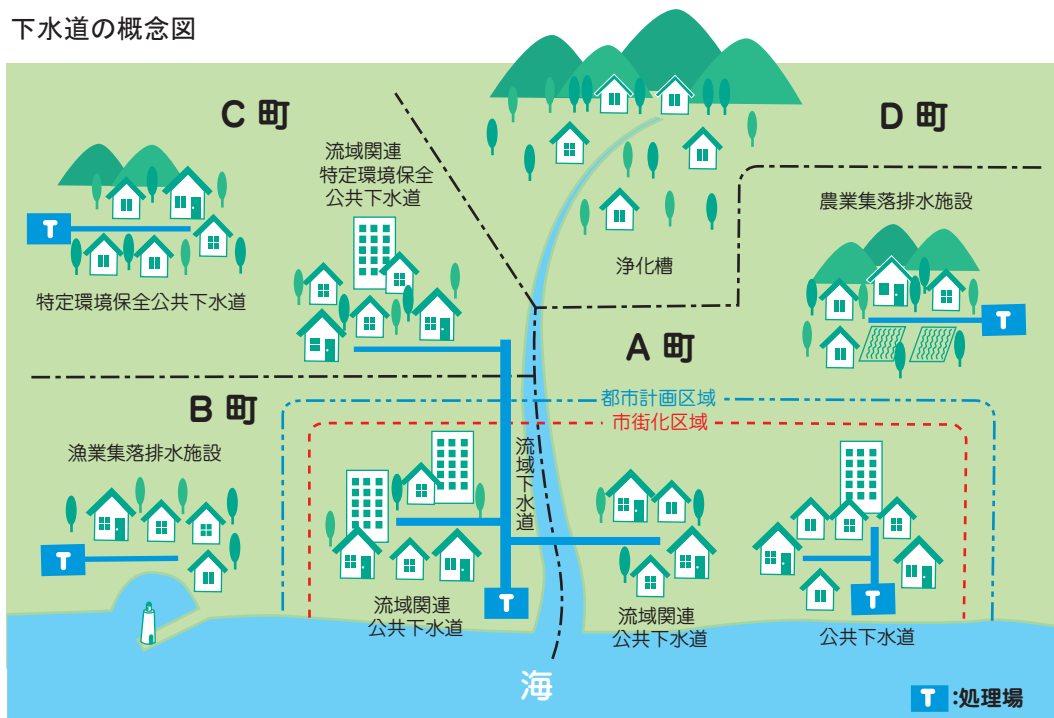 下水道の概念図
C 町
D 町
流域関連
特定環境保全
公共下水道
農業集落排水施設
T
浄化槽
特定環境保全公共下水道
T
A 町
B 町
都市計画区域
市街化区域
漁業集落排水施設
流域下水道
T
T
流域関連
公共下水道
流域関連
公共下水道
T
公共下水道
海
T:処理場